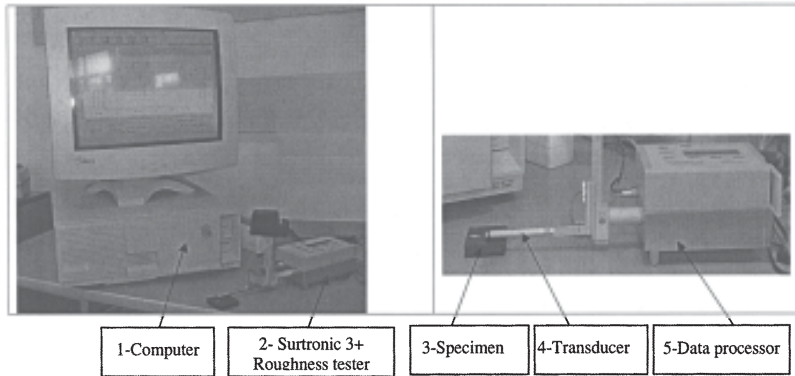 1-Computer
2- Surtronic 3+
Roughness tester
3-Specimen
4-Transducer
5-Data processor